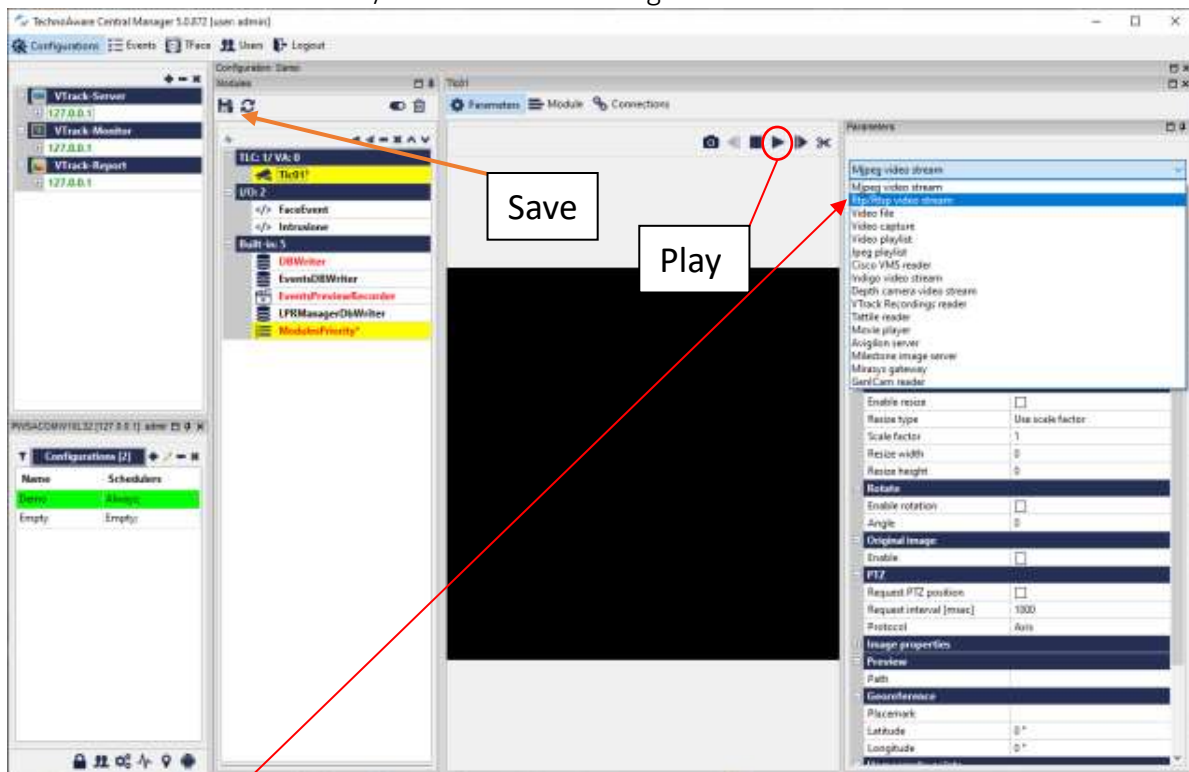 TechnoAware Central Manager 5.0.872 [user: admin]
Configurations Events TFace Users Logout
VTrack-Server
127.0.0.1
VTrack-Monitor
127.0.0.1
VTrack-Report
127.0.0.1
Configuration: Demo
Modules
TLC: 1/ VA: 0
Tlc01*
I/O: 2
</> FaceEvent
</> Intrusione
Built-in: 5
DBWriter
EventsDBWriter
EventsPreviewRecorder
LPRManagerDbWriter
ModulesPriority*
Save
Play
Tlc01
Parameters Module Connections
Parameters
Mjpeg video stream
Mjpeg video stream
Rtp/Rtsp video stream
Video file
Video capture
Video playlist
Jpeg playlist
Cisco VMS reader
Indigo video stream
Depth camera video stream
VTrack Recordings reader
Tattile reader
Movie player
Avigilon server
Milestone image server
Mirasys gateway
GenICam reader
Enable resize
Resize type Use scale factor
Scale factor 1
Resize width 0
Resize height 0
Rotate
Enable rotation
Angle 0
Original image
Enable
PTZ
Request PTZ position
Request interval [msec] 1000
Protocol Axis
Image properties
Preview
Path
Georeference
Placemark
Latitude 0°
Longitude 0°
[127.0.0.1] admin
Configurations [2]
Name Schedulers
Demo Always;
Empty Empty;